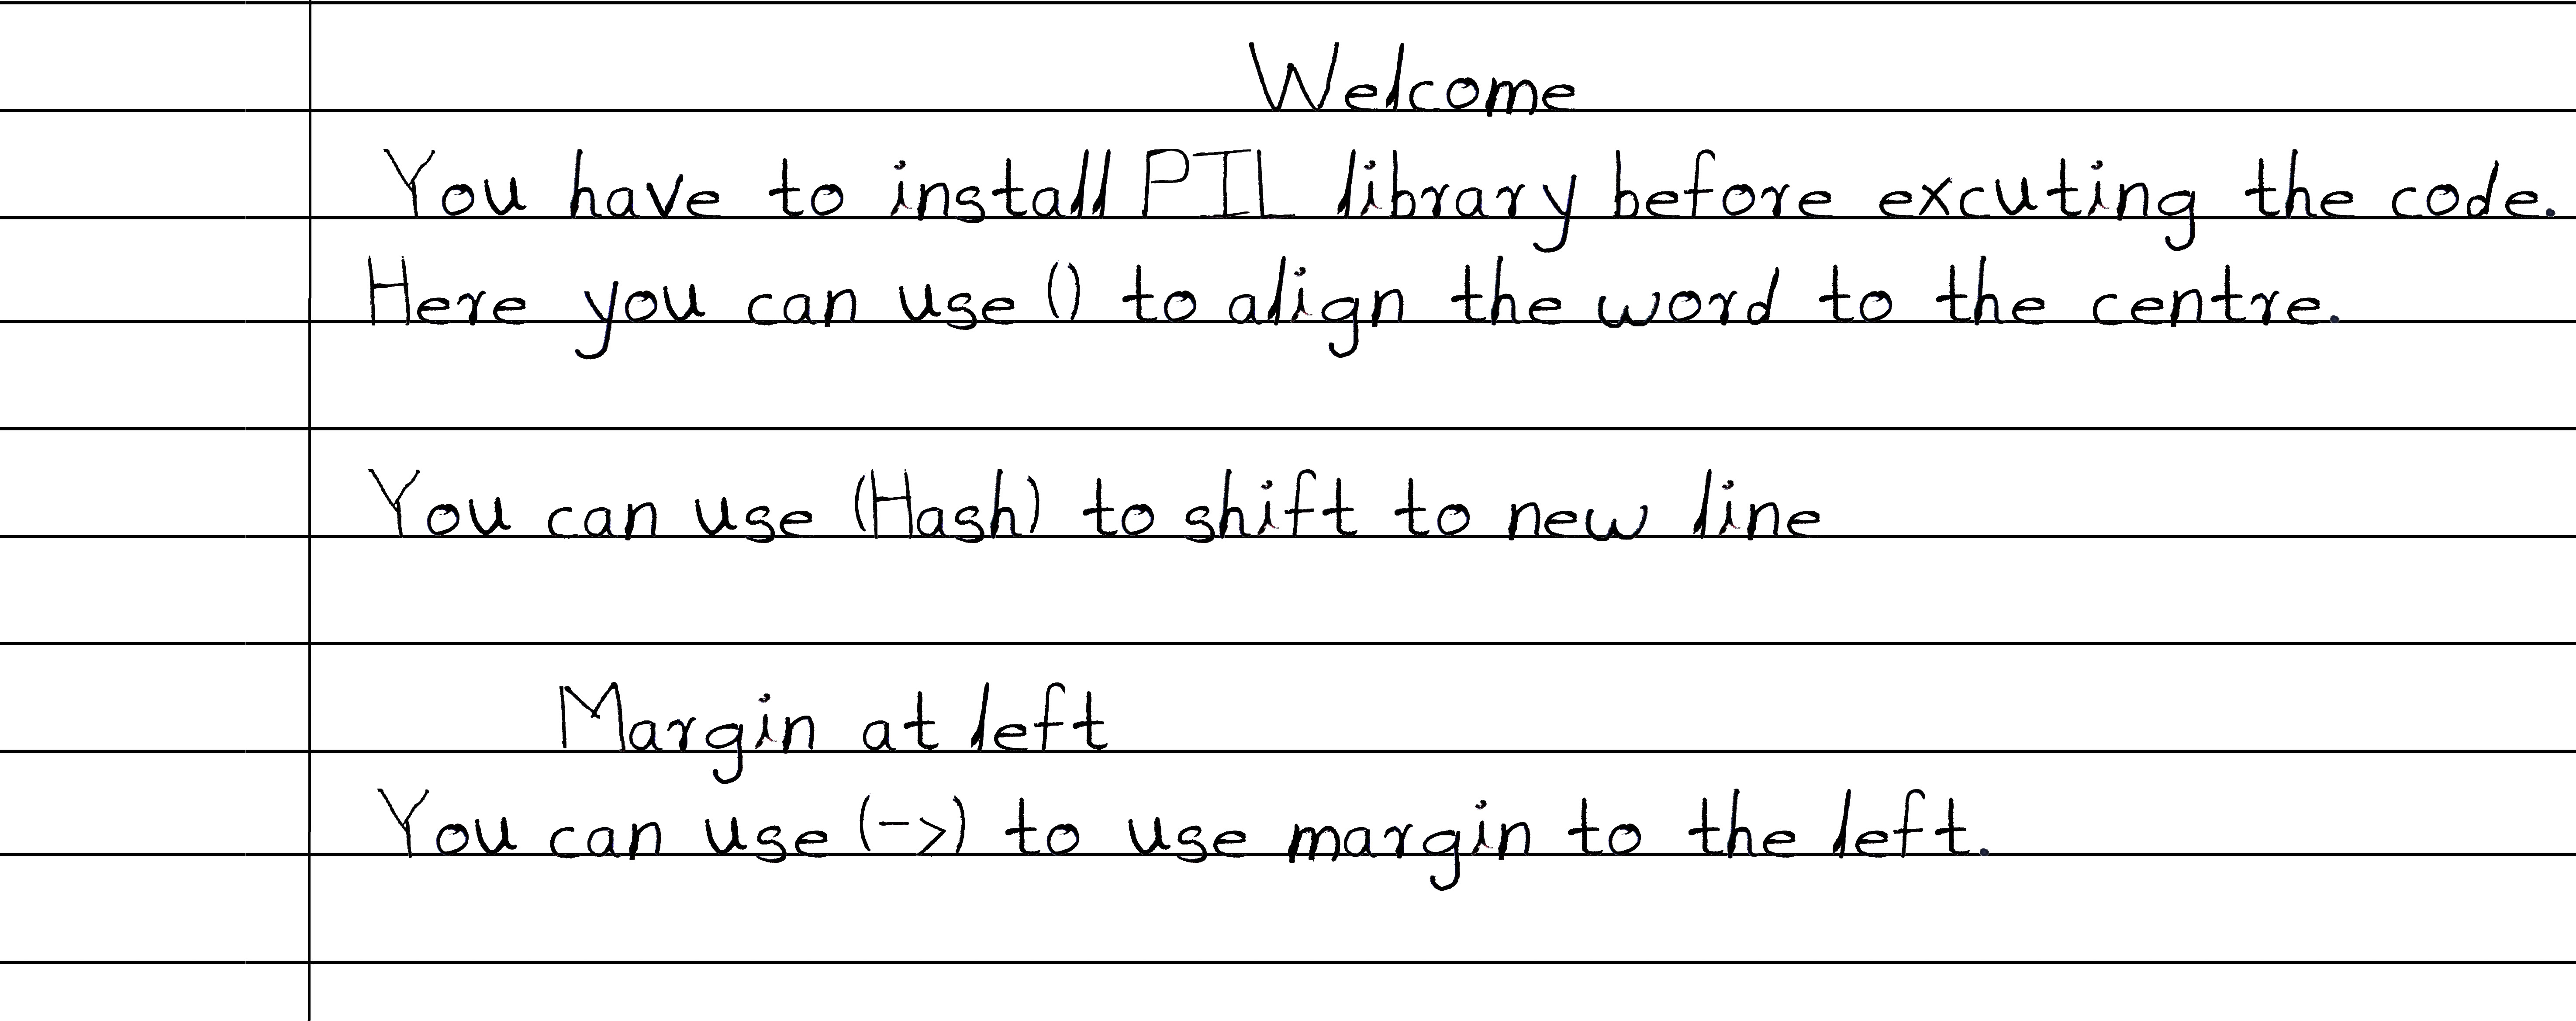 Welcome
You have to install PIL library before excuting the code.
Here you can use () to align the word to the centre.
You can use (Hash) to shift to new line
Margin at left
You can use (->) to use margin to the left.